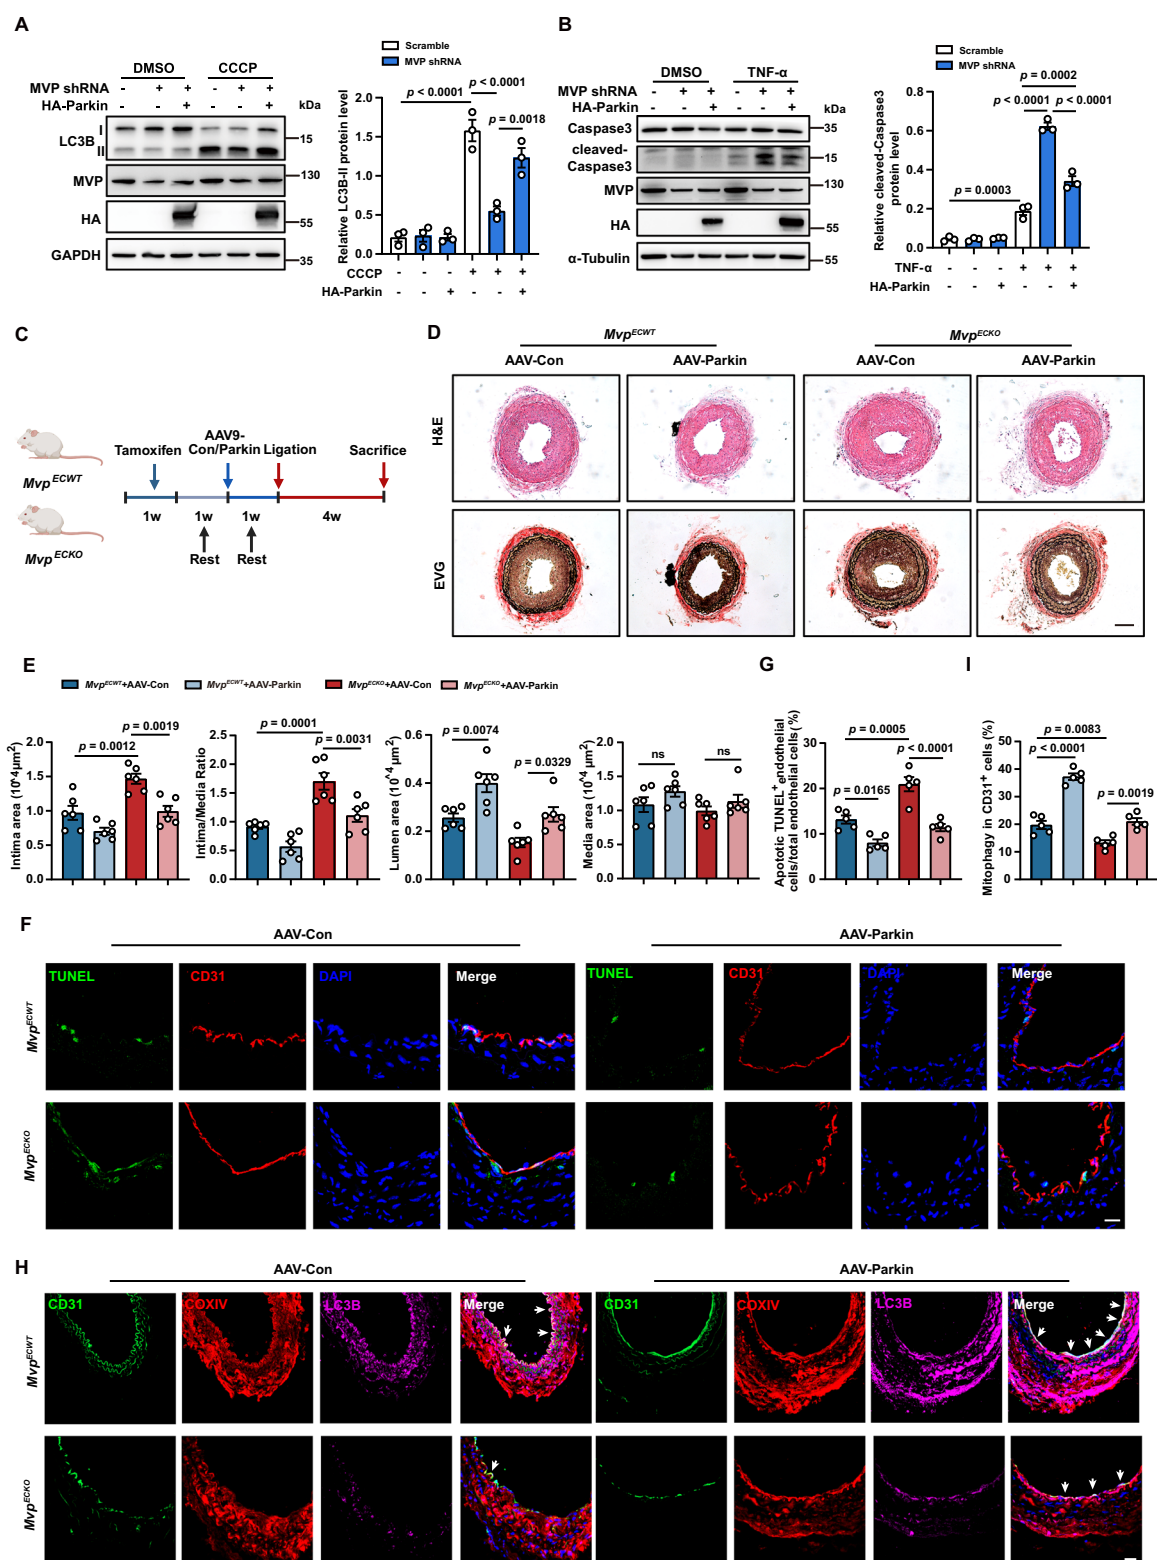 A
DMSO CCCP
MVP shRNA - + + - + +
HA-Parkin - - + - - + kDa
LC3B I II 15
MVP 130
HA 55
GAPDH 35
Scramble
MVP shRNA
Relative LC3B-II protein level
2.0
1.5
1.0
0.5
0.0
p < 0.0001
p < 0.0001
p = 0.0018
CCCP - - - + + +
HA-Parkin - - + - - +
B
DMSO TNF-α
MVP shRNA - + + - + +
HA-Parkin - - + - - + kDa
Caspase3 35
cleaved-
Caspase3 15
MVP 130
HA 55
α-Tubulin 55
Scramble
MVP shRNA
Relative cleaved-Caspase3
protein level
0.8
0.6
0.4
0.2
0.0
p = 0.0002
p < 0.0001 p < 0.0001
p = 0.0003
TNF-α - - - + + +
HA-Parkin - - + - - +
C
Mvp^ECWT
Mvp^ECKO
AAV9-
Tamoxifen Con/Parkin Ligation Sacrifice
1w 1w 1w 4w
Rest Rest
D
Mvp^ECWT Mvp^ECKO
AAV-Con AAV-Parkin AAV-Con AAV-Parkin
H&E
EVG
E
Mvp^ECWT+AAV-Con Mvp^ECWT+AAV-Parkin Mvp^ECKO+AAV-Con Mvp^ECKO+AAV-Parkin
Intima area (10^4 μm²)
2.0
1.5
1.0
0.5
0.0
p = 0.0019
p = 0.0012
Intima/Media Ratio
2.5
2.0
1.5
1.0
0.5
0.0
p = 0.0001
p = 0.0031
Lumen area (10^4 μm²)
0.6
0.4
0.2
0.0
p = 0.0074
p = 0.0329
Media area (10^4 μm²)
2.0
1.5
1.0
0.5
0.0
ns ns
G
Apoptotic TUNEL⁺ endothelial
cells/total endothelial cells (%)
30
20
10
0
p = 0.0005
p < 0.0001
p = 0.0165
I
Mitophagy in CD31⁺ cells (%)
60
40
20
0
p = 0.0083
p < 0.0001
p = 0.0019
F
AAV-Con AAV-Parkin
Mvp^ECWT
TUNEL CD31 DAPI Merge TUNEL CD31 DAPI Merge
Mvp^ECKO
H
AAV-Con AAV-Parkin
Mvp^ECWT
CD31 COXIV LC3B Merge CD31 COXIV LC3B Merge
Mvp^ECKO